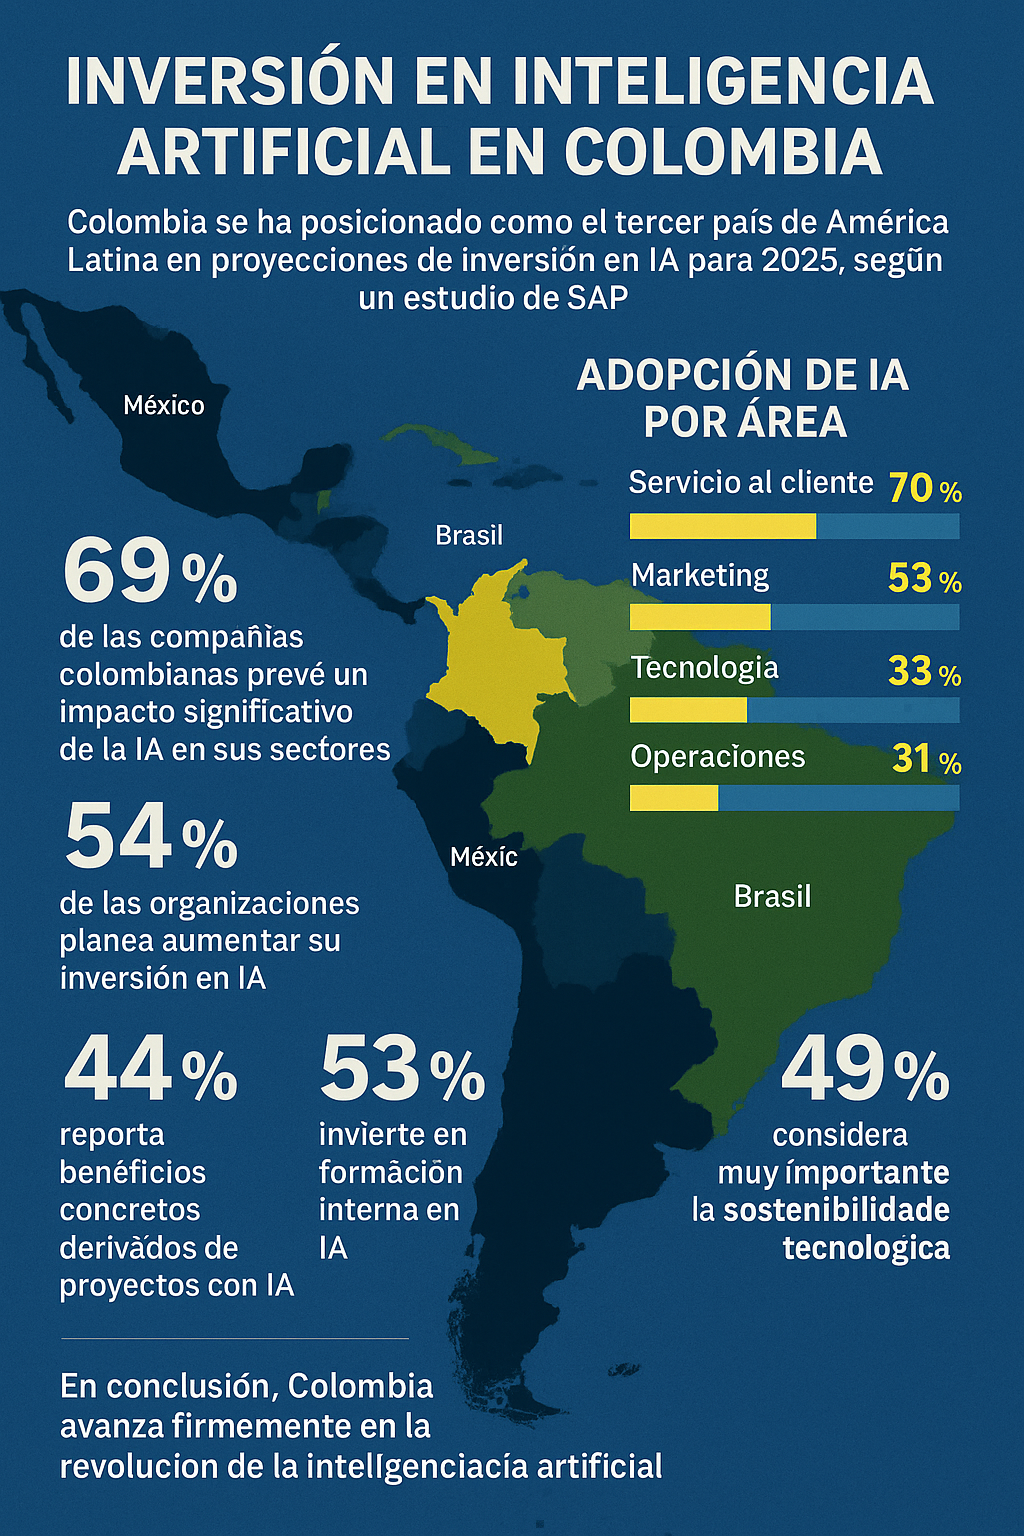 INVERSIÓN EN INTELIGENCIA
ARTIFICIAL EN COLOMBIA
Colombia se ha posicionado como el tercer país de América
Latina en proyecciones de inversión en IA para 2025, según
un estudio de SAP
México
ADOPCIÓN DE IA
POR ÁREA
Servicio al cliente 70 %
Marketing 53 %
Tecnologia 33 %
Operaciones 31 %
Brasil
69 %
de las compañías
colombianas prevé un
impacto significativo
de la IA en sus sectores
54 %
de las organizaciones
planea aumentar su
inversión en IA
Méxic
Brasil
44 %
reporta
benéficios
concretos
derivàdos de
proyectos con IA
53 %
invierte en
formãción
interna en
IA
49 %
considera
muy ímportante
la sostenibilidade
tecnologica
En conclusión, Colombia
avanza firmemente en la
revolucion de la intelIgenciacía artificial